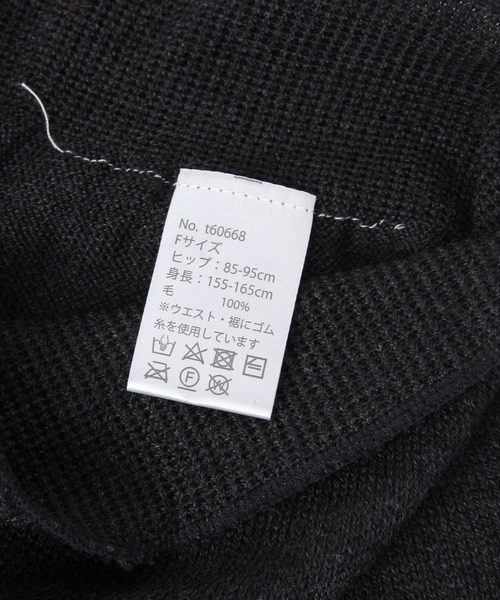 No. t60668
Fサイズ
ヒップ：85-95cm
身長：155-165cm
毛 100%
※ウエスト・裾にゴム
糸を使用しています
F
W